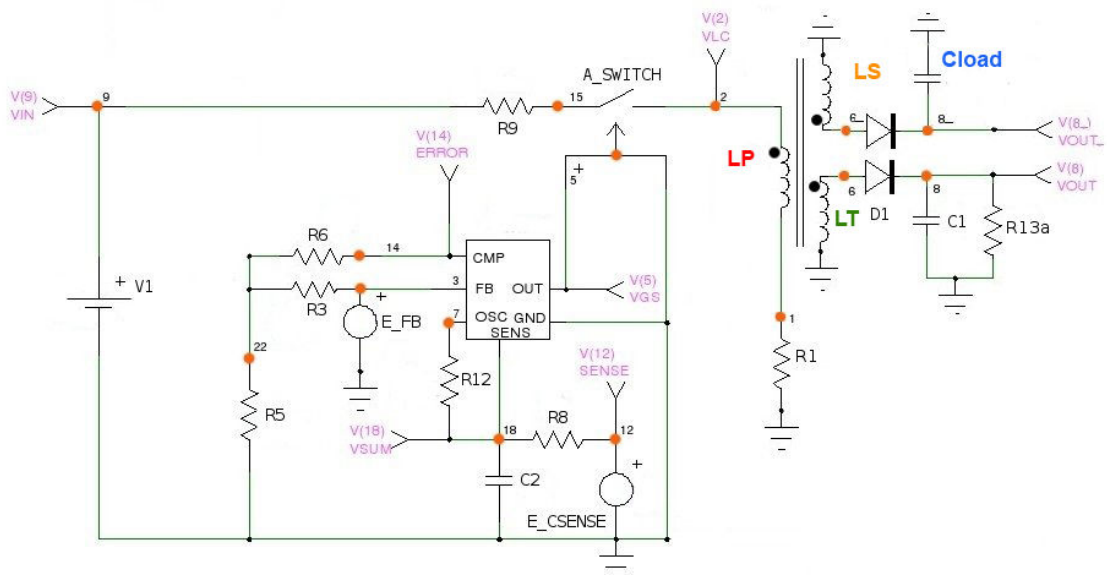 V(9)
VIN
9
R9
15
A_SWITCH
V(2)
VLC
2
LP
LS
6_
8_
Cload
V(8_)
VOUT_
V(8)
VOUT
LT
6
D1
8
C1
R13a
V(14)
ERROR
+
5
R6
14
CMP
R3
3
FB
OUT
V(5)
VGS
+
V1
+
E_FB
7
OSC
GND
SENS
22
R5
R12
V(12)
SENSE
1
R1
V(18)
VSUM
18
R8
12
C2
+
E_CSENSE